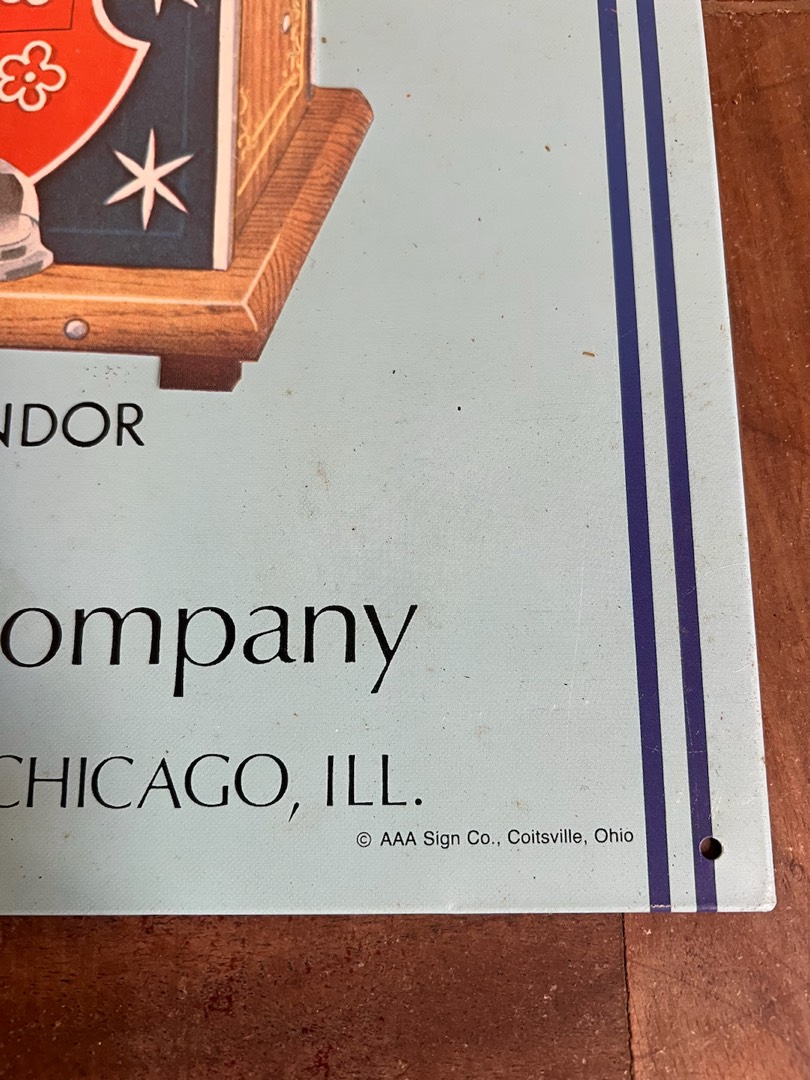 NDOR
ompany
CHICAGO, ILL.
© AAA Sign Co., Coitsville, Ohio